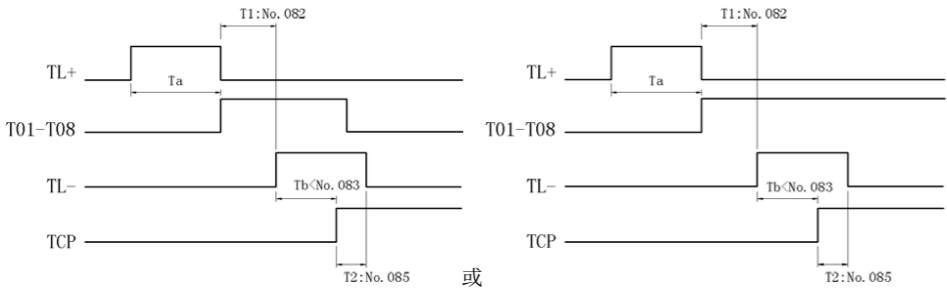 T1:No.082
TL+
Ta
T01-T08
TL-
Tb<No.083
TCP
T2:No.085
或
T1:No.082
TL+
Ta
T01-T08
TL-
Tb<No.083
TCP
T2:No.085